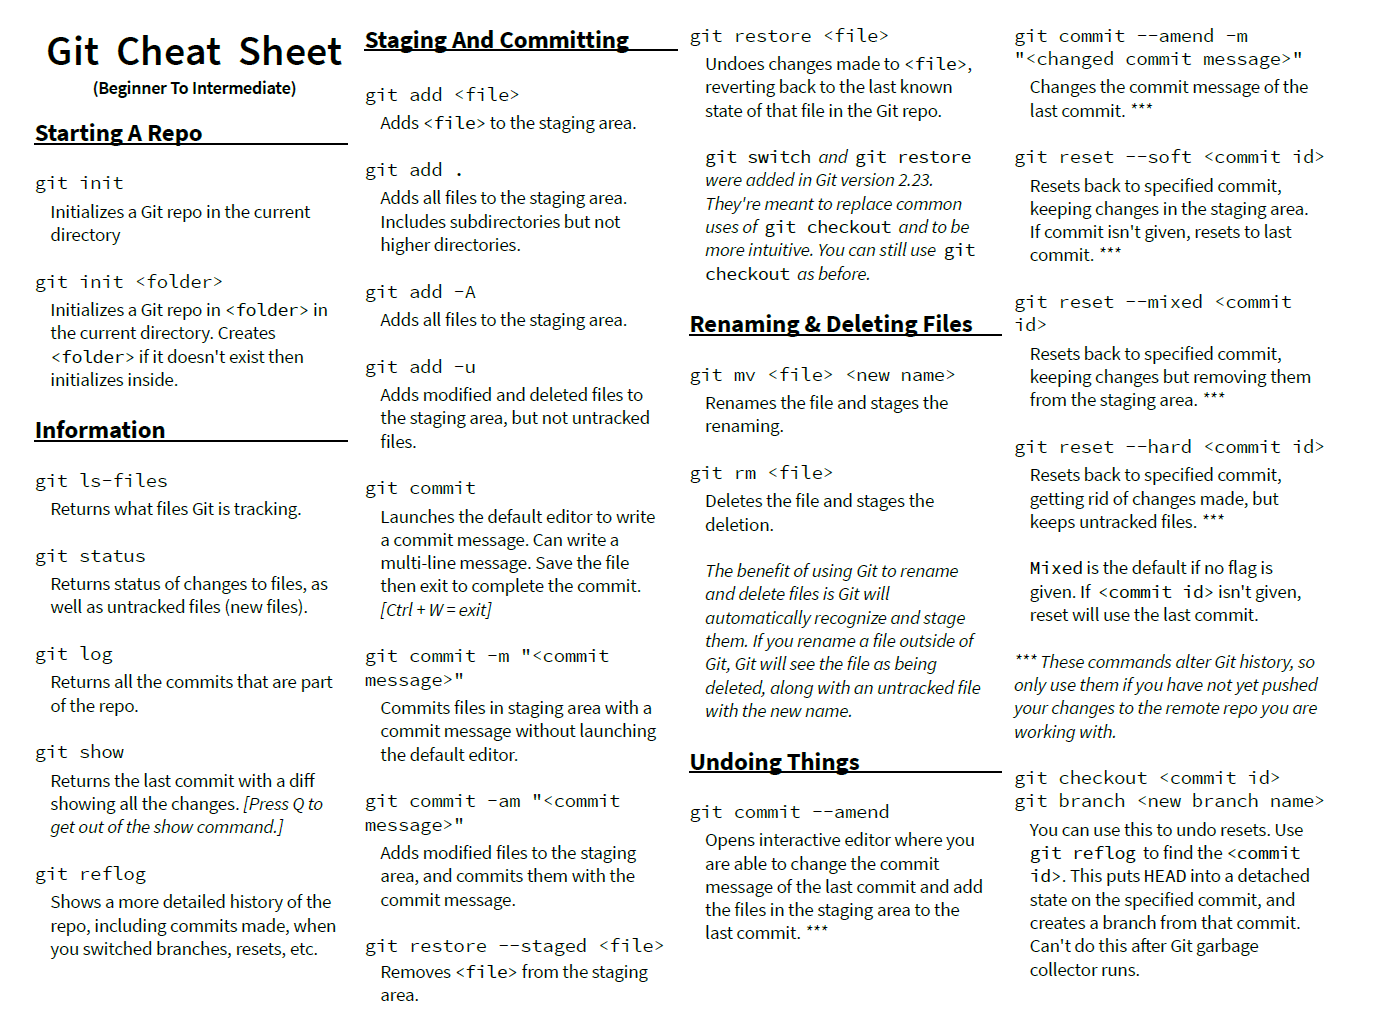 Git Cheat Sheet
(Beginner To Intermediate)
Starting A Repo
git init
Initializes a Git repo in the current
directory
git init <folder>
Initializes a Git repo in <folder> in
the current directory. Creates
<folder> if it doesn't exist then
initializes inside.
Information
git ls-files
Returns what files Git is tracking.
git status
Returns status of changes to files, as
well as untracked files (new files).
git log
Returns all the commits that are part
of the repo.
git show
Returns the last commit with a diff
showing all the changes. [Press Q to
get out of the show command.]
git reflog
Shows a more detailed history of the
repo, including commits made, when
you switched branches, resets, etc.
Staging And Committing
git add <file>
Adds <file> to the staging area.
git add .
Adds all files to the staging area.
Includes subdirectories but not
higher directories.
git add -A
Adds all files to the staging area.
git add -u
Adds modified and deleted files to
the staging area, but not untracked
files.
git commit
Launches the default editor to write
a commit message. Can write a
multi-line message. Save the file
then exit to complete the commit.
[Ctrl + W = exit]
git commit -m "<commit
message>"
Commits files in staging area with a
commit message without launching
the default editor.
git commit -am "<commit
message>"
Adds modified files to the staging
area, and commits them with the
commit message.
git restore --staged <file>
Removes <file> from the staging
area.
git restore <file>
Undoes changes made to <file>,
reverting back to the last known
state of that file in the Git repo.
git switch and git restore
were added in Git version 2.23.
They're meant to replace common
uses of git checkout and to be
more intuitive. You can still use git
checkout as before.
Renaming & Deleting Files
git mv <file> <new name>
Renames the file and stages the
renaming.
git rm <file>
Deletes the file and stages the
deletion.
The benefit of using Git to rename
and delete files is Git will
automatically recognize and stage
them. If you rename a file outside of
Git, Git will see the file as being
deleted, along with an untracked file
with the new name.
Undoing Things
git commit --amend
Opens interactive editor where you
are able to change the commit
message of the last commit and add
the files in the staging area to the
last commit. ***
git commit --amend -m
"<changed commit message>"
Changes the commit message of the
last commit. ***
git reset --soft <commit id>
Resets back to specified commit,
keeping changes in the staging area.
If commit isn't given, resets to last
commit. ***
git reset --mixed <commit
id>
Resets back to specified commit,
keeping changes but removing them
from the staging area. ***
git reset --hard <commit id>
Resets back to specified commit,
getting rid of changes made, but
keeps untracked files. ***
Mixed is the default if no flag is
given. If <commit id> isn't given,
reset will use the last commit.
*** These commands alter Git history, so
only use them if you have not yet pushed
your changes to the remote repo you are
working with.
git checkout <commit id>
git branch <new branch name>
You can use this to undo resets. Use
git reflog to find the <commit
id>. This puts HEAD into a detached
state on the specified commit, and
creates a branch from that commit.
Can't do this after Git garbage
collector runs.